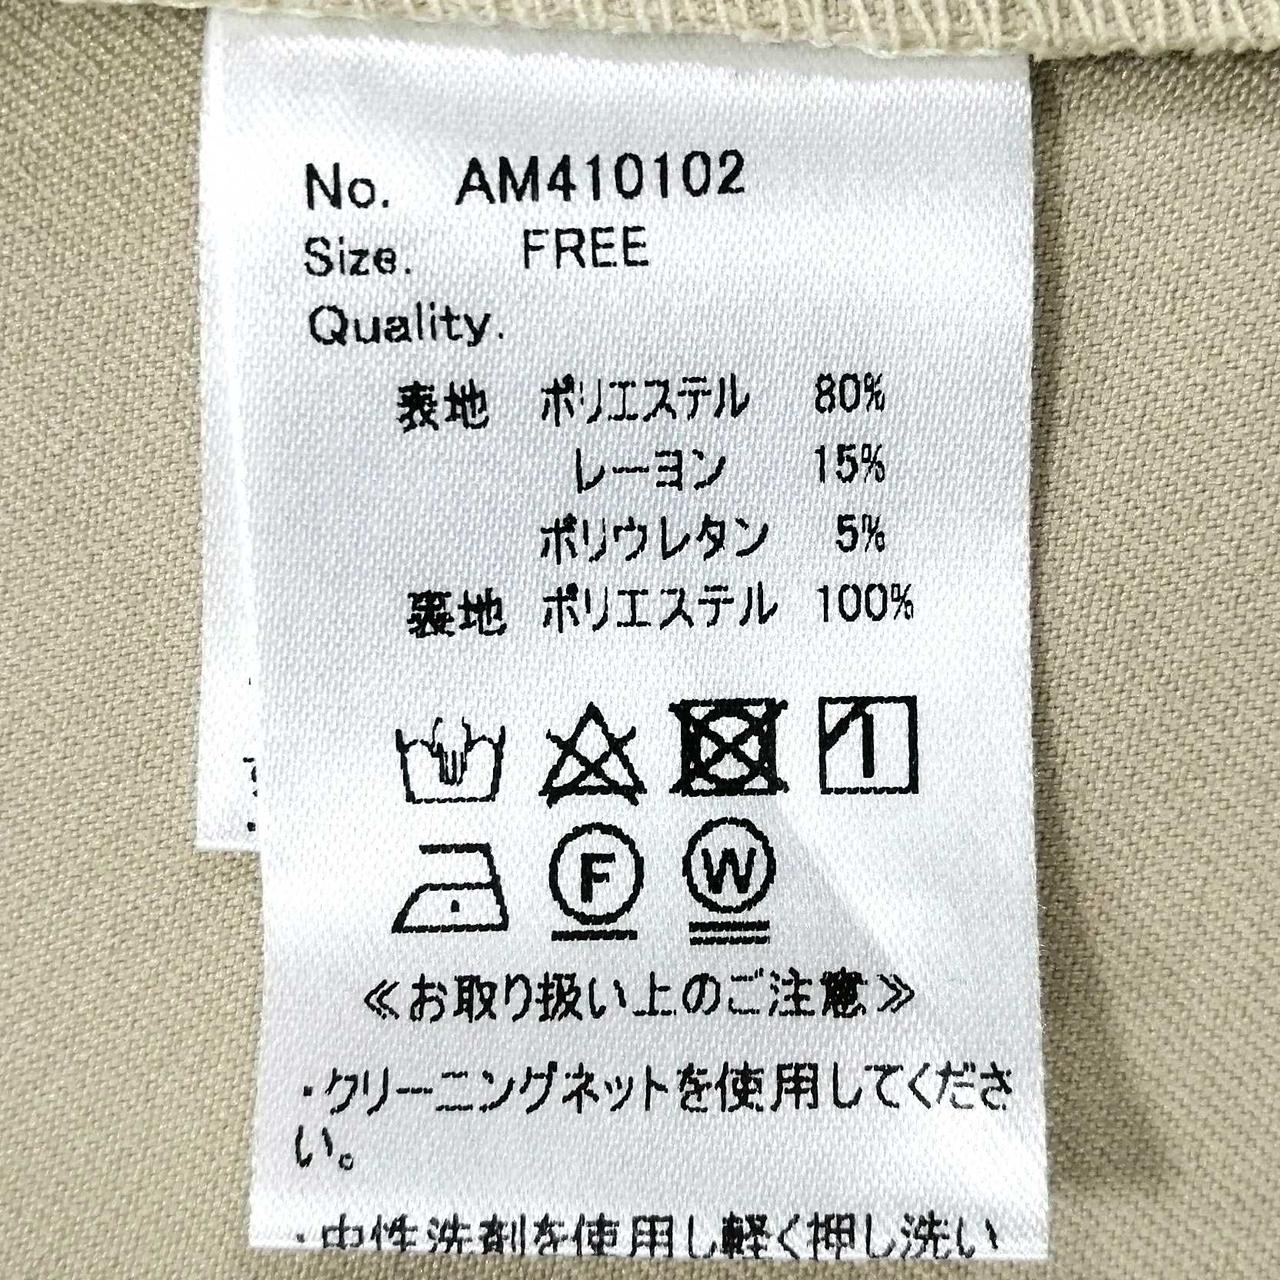 No. AM410102
Size. FREE
Quality.
表地 ポリエステル 80%
レーヨン 15%
ポリウレタン 5%
裏地 ポリエステル 100%
F W
≪お取り扱い上のご注意≫
・クリーニングネットを使用してくださ
い。
・中性洗剤を使用し軽く押し洗い